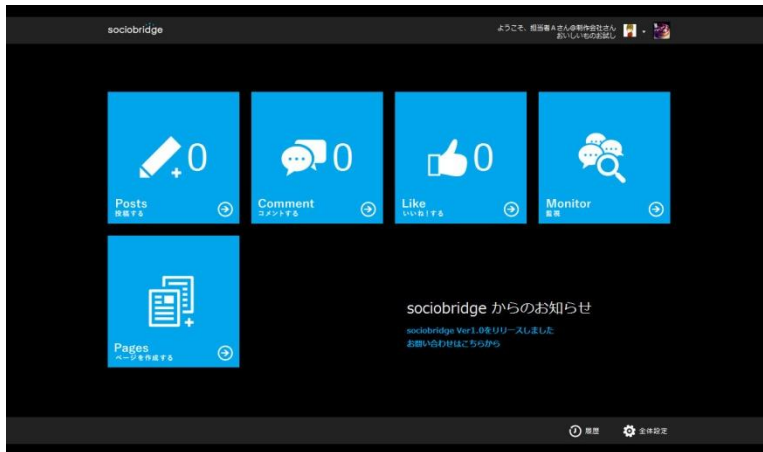 sociobridge
ようこそ、担当者Aさん@制作会社さん
おいしいものお試し
0
Posts
投稿する
0
Comment
コメントする
0
Like
いいね!する
Monitor
監視
Pages
ページを作成する
sociobridge からのお知らせ
sociobridge Ver1.0をリリースしました
お問い合わせはこちらから
履歴
全体設定